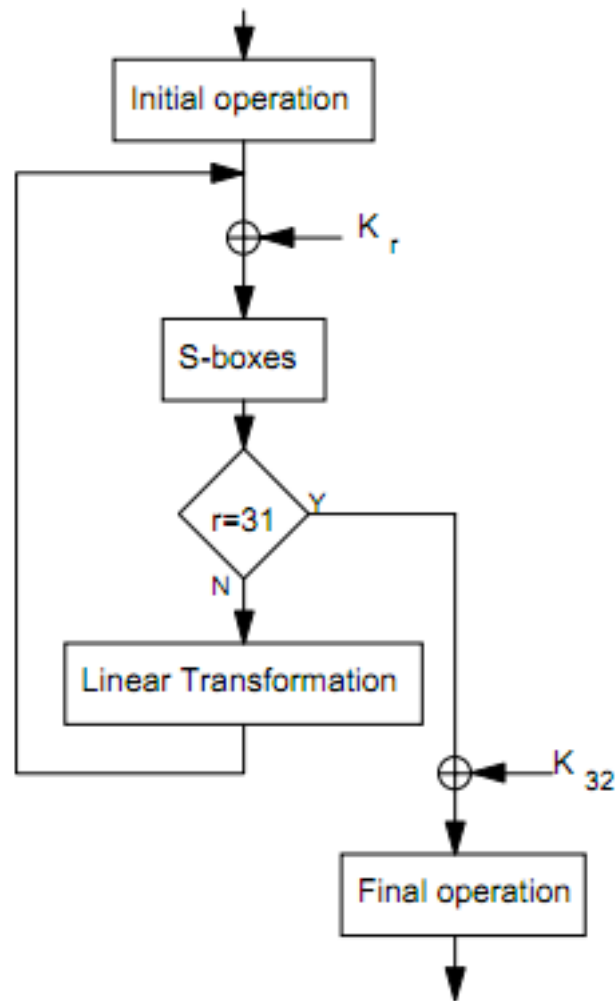 Initial operation
K r
S-boxes
r=31
Y
N
Linear Transformation
K 32
Final operation